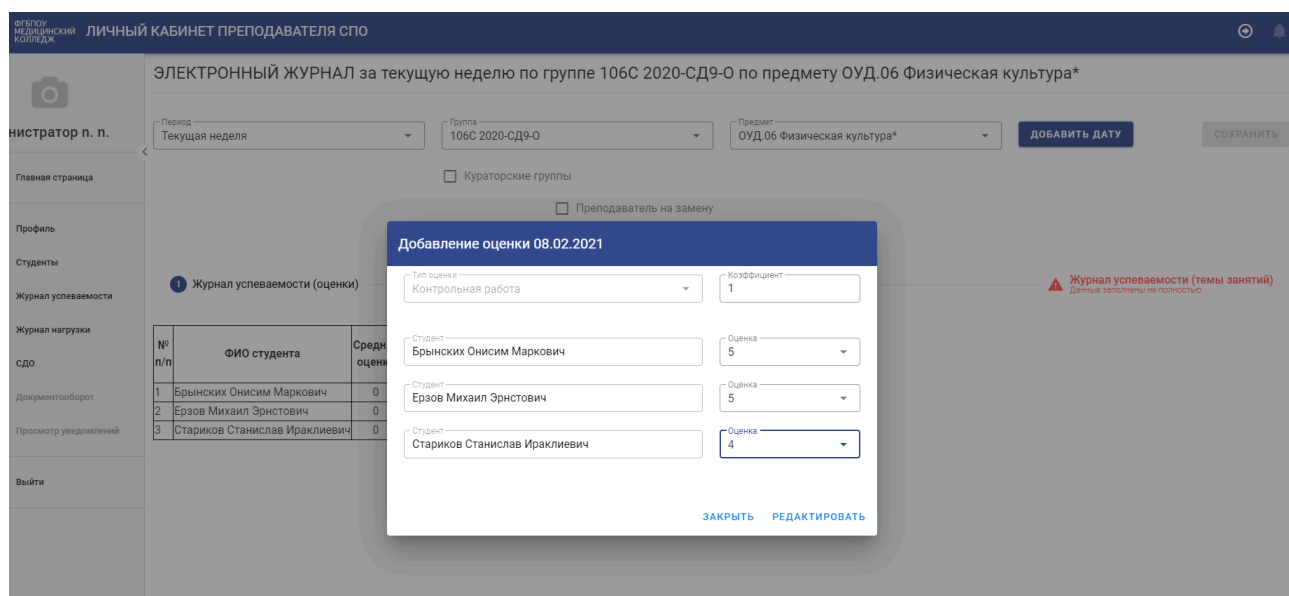 ФГБПОУ
МЕДИЦИНСКИЙ
КОЛЛЕДЖ
ЛИЧНЫЙ КАБИНЕТ ПРЕПОДАВАТЕЛЯ СПО
ЭЛЕКТРОННЫЙ ЖУРНАЛ за текущую неделю по группе 106С 2020-СД9-О по предмету ОУД.06 Физическая культура*
нистратор п. п.
Период
Текущая неделя
Группа
106С 2020-СД9-О
Предмет
ОУД.06 Физическая культура*
ДОБАВИТЬ ДАТУ
СОХРАНИТЬ
Кураторские группы
Преподаватель на замену
Главная страница
Профиль
Студенты
Журнал успеваемости
Журнал нагрузки
СДО
Документооборот
Просмотр уведомлений
Выйти
1 Журнал успеваемости (оценки)
Журнал успеваемости (темы занятий)
Данные заполнены не полностью
№ п/п ФИО студента Средн оценк
1 Брынских Онисим Маркович 0
2 Ерзов Михаил Эрнстович 0
3 Стариков Станислав Ираклиевич 0
Добавление оценки 08.02.2021
Тип оценки
Контрольная работа
Коэффициент
1
Студент
Брынских Онисим Маркович
Оценка
5
Студент
Ерзов Михаил Эрнстович
Оценка
5
Студент
Стариков Станислав Ираклиевич
Оценка
4
ЗАКРЫТЬ РЕДАКТИРОВАТЬ